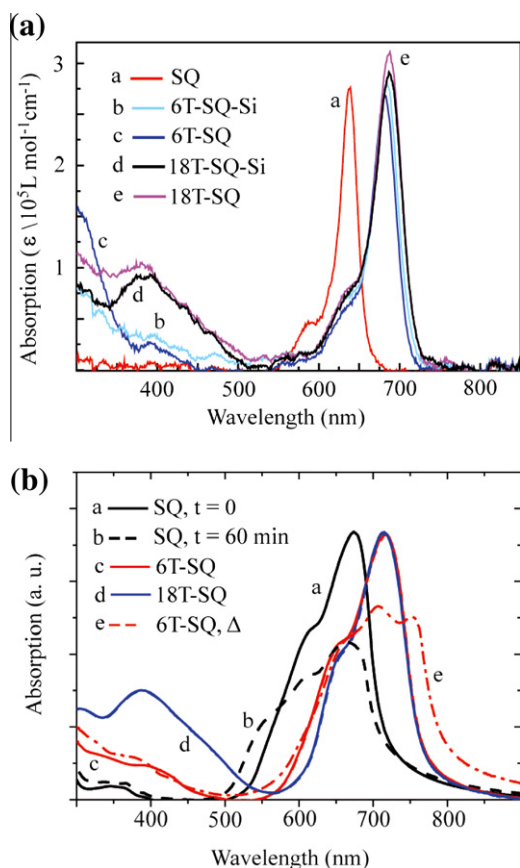 (a)
3
2
1
Absorption (ε \10⁵L mol⁻¹cm⁻¹)
a SQ
b 6T-SQ-Si
c 6T-SQ
d 18T-SQ-Si
e 18T-SQ
a
e
c
d
b
400 500 600 700 800
Wavelength (nm)
(b)
Absorption (a. u.)
a SQ, t = 0
b SQ, t = 60 min
c 6T-SQ
d 18T-SQ
e 6T-SQ, Δ
a
b
c
d
e
400 500 600 700 800
Wavelength (nm)